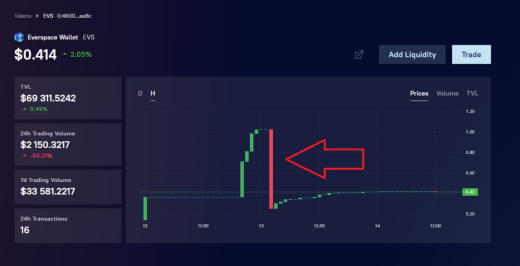 Tokens > EVS 0:4600...ee8c
Everspace Wallet EVS
$0.414 2.05%
Add Liquidity
Trade
TVL
$69 311.5242
0.49%
24h Trading Volume
$2 150.3217
-93.21%
7d Trading Volume
$33 581.2217
24h Transactions
16
D H
Prices Volume TVL
1.20
1.00
0.80
0.60
0.42
0.20
12 12:00 13 12:00 14 12:00